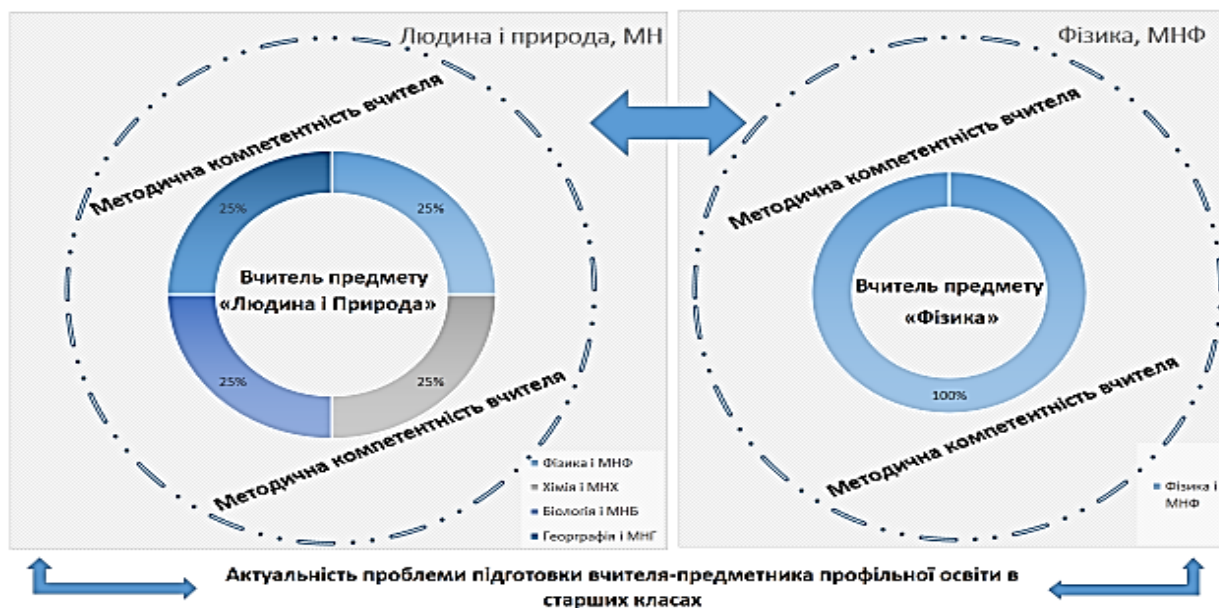 Людина і природа, МН
Методична компетентність вчителя
25%
25%
Вчитель предмету
«Людина і Природа»
25%
25%
Методична компетентність вчителя
Фізика і МНФ
Хімія і МНХ
Біологія і МНБ
Географія і МНГ
Фізика, МНФ
Методична компетентність вчителя
Вчитель предмету
«Фізика»
100%
Методична компетентність вчителя
Фізика і
МНФ
Актуальність проблеми підготовки вчителя-предметника профільної освіти в
старших класах